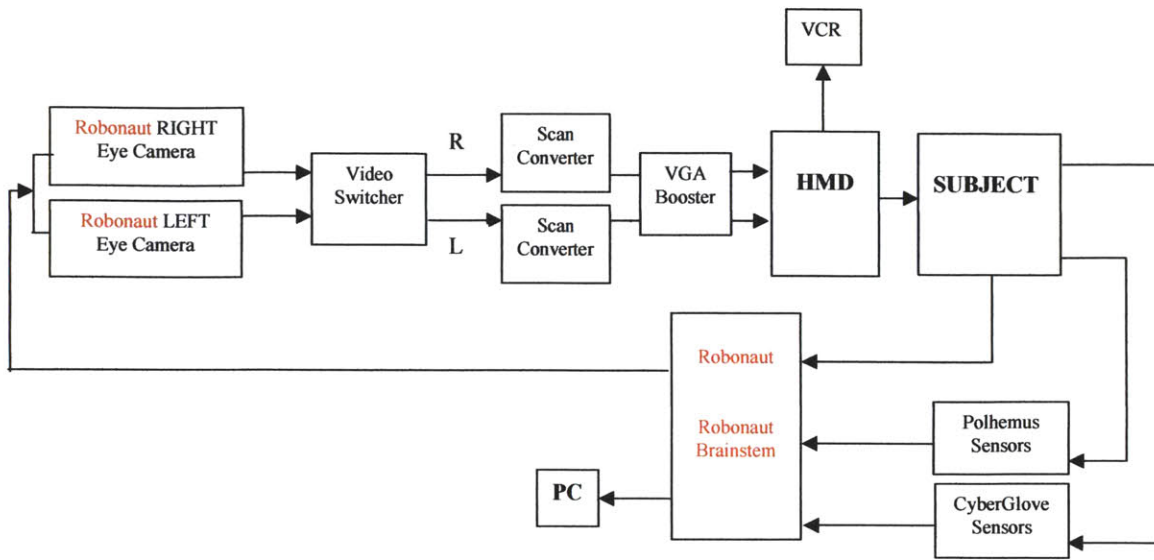 VCR
Robonaut RIGHT
Eye Camera
Robonaut LEFT
Eye Camera
Video
Switcher
R
L
Scan
Converter
Scan
Converter
VGA
Booster
HMD
SUBJECT
Robonaut
Robonaut
Brainstem
Polhemus
Sensors
CyberGlove
Sensors
PC